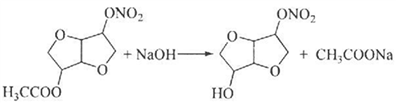 ONO₂
O
O
H₃CCOO
+ NaOH
ONO₂
O
O
HO
+ CH₃COONa